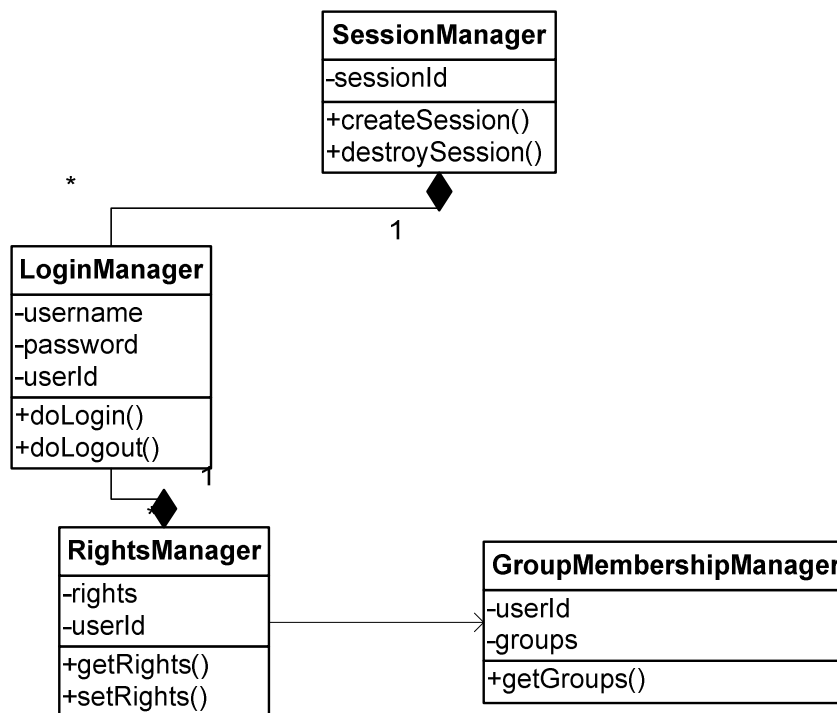 SessionManager
-sessionId
+createSession()
+destroySession()
*
1
LoginManager
-username
-password
-userId
+doLogin()
+doLogout()
1
*
RightsManager
-rights
-userId
+getRights()
+setRights()
GroupMembershipManager
-userId
-groups
+getGroups()